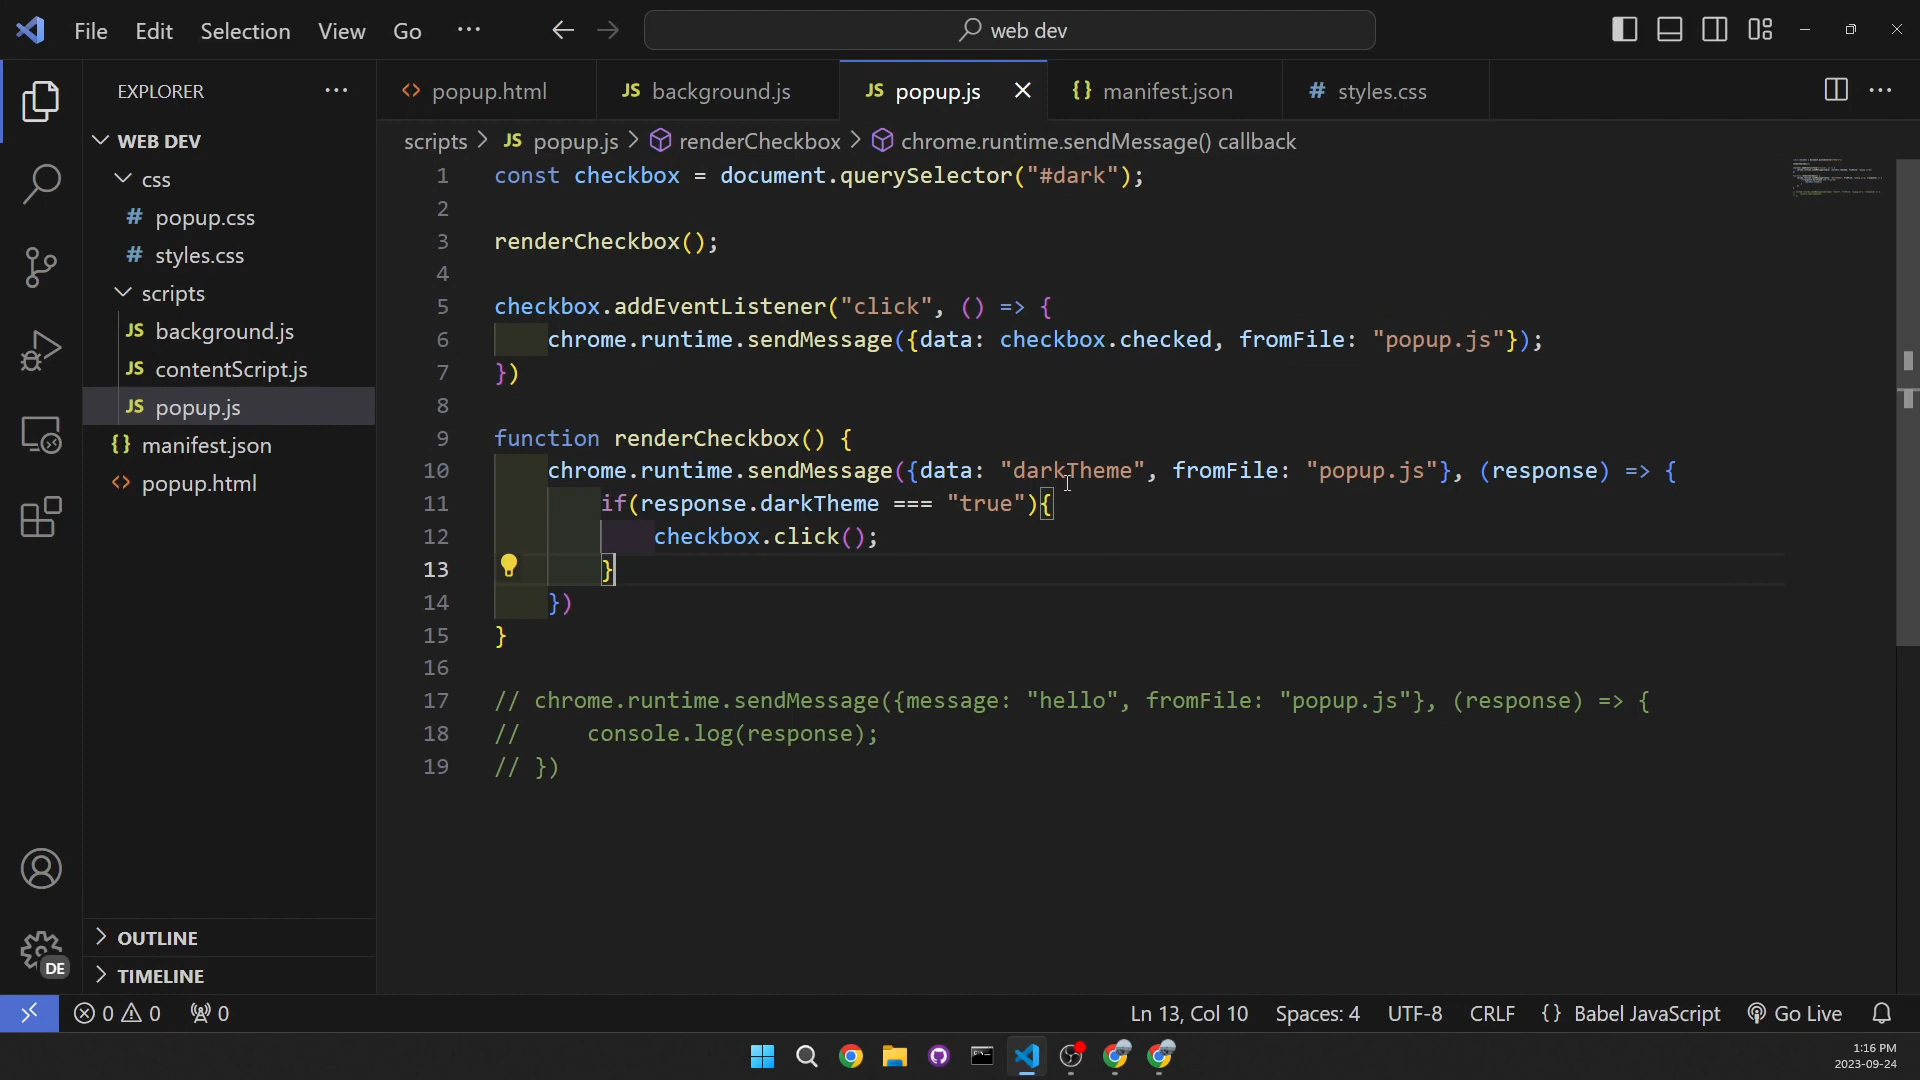 File Edit Selection View Go ··· web dev
EXPLORER ···
popup.html JS background.js JS popup.js {} manifest.json # styles.css ···
WEB DEV
css
# popup.css
# styles.css
scripts
JS background.js
JS contentScript.js
JS popup.js
{} manifest.json
<> popup.html
OUTLINE
TIMELINE
scripts > JS popup.js > renderCheckbox > chrome.runtime.sendMessage() callback
1 const checkbox = document.querySelector("#dark");
2
3 renderCheckbox();
4
5 checkbox.addEventListener("click", () => {
6 chrome.runtime.sendMessage({data: checkbox.checked, fromFile: "popup.js"});
7 })
8
9 function renderCheckbox() {
10 chrome.runtime.sendMessage({data: "darkTheme", fromFile: "popup.js"}, (response) => {
11 if(response.darkTheme === "true"){
12 checkbox.click();
13 }
14 })
15 }
16
17 // chrome.runtime.sendMessage({message: "hello", fromFile: "popup.js"}, (response) => {
18 // console.log(response);
19 // })
DE
0 0 0 Ln 13, Col 10 Spaces: 4 UTF-8 CRLF {} Babel JavaScript Go Live
1:16 PM
2023-09-24